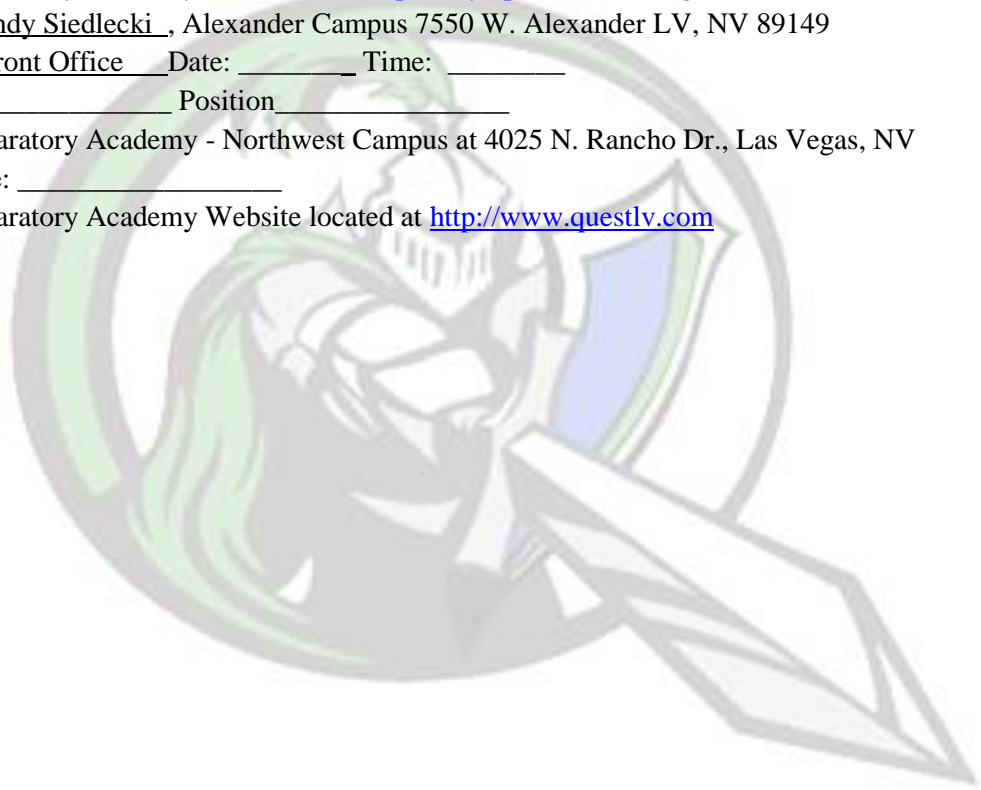 ndy Siedlecki , Alexander Campus 7550 W. Alexander LV, NV 89149
ront Office Date: ________ Time: ________
____________ Position________________
aratory Academy - Northwest Campus at 4025 N. Rancho Dr., Las Vegas, NV
: __________________
aratory Academy Website located at http://www.questlv.com